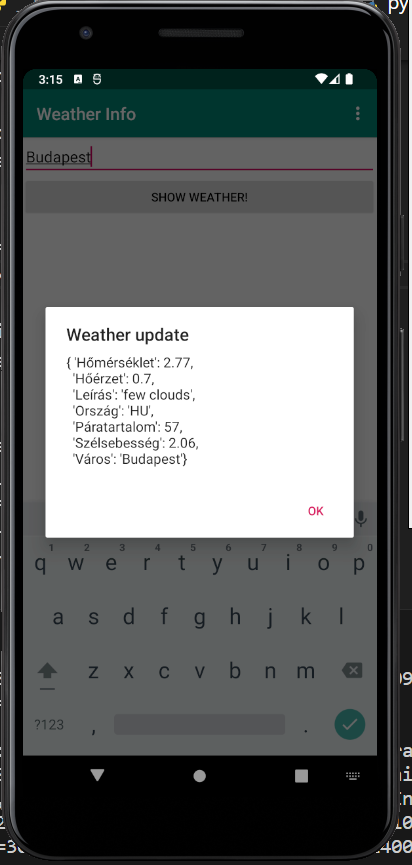 py
3:15
Weather Info
Budapest
SHOW WEATHER!
Weather update
{ 'Hőmérséklet': 2.77,
'Hőérzet': 0.7,
'Leírás': 'few clouds',
'Ország': 'HU',
'Páratartalom': 57,
'Szélsebesség': 2.06,
'Város': 'Budapest'}
OK
1 2 3 4 5 6 7 8 9 0
q w e r t y u i o p
a s d f g h j k l
z x c v b n m
?123 , .